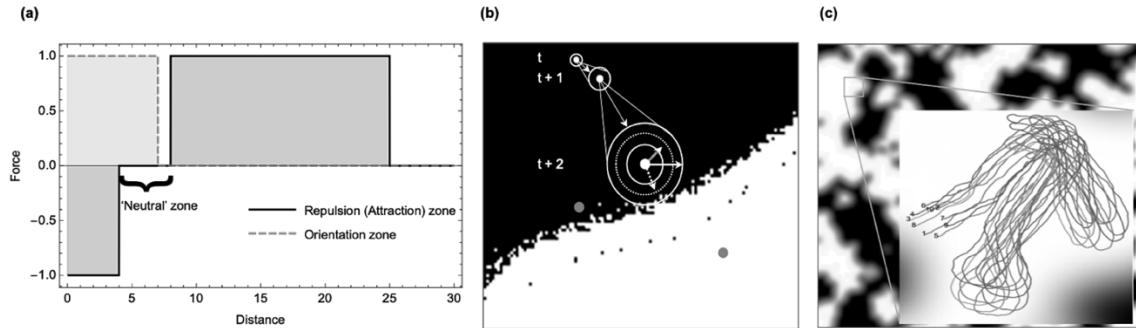 (a)
1.0
0.5
0.0
−0.5
−1.0
Force
'Neutral' zone
Repulsion (Attraction) zone
Orientation zone
0 5 10 15 20 25 30
Distance
(b)
t
t + 1
t + 2
(c)